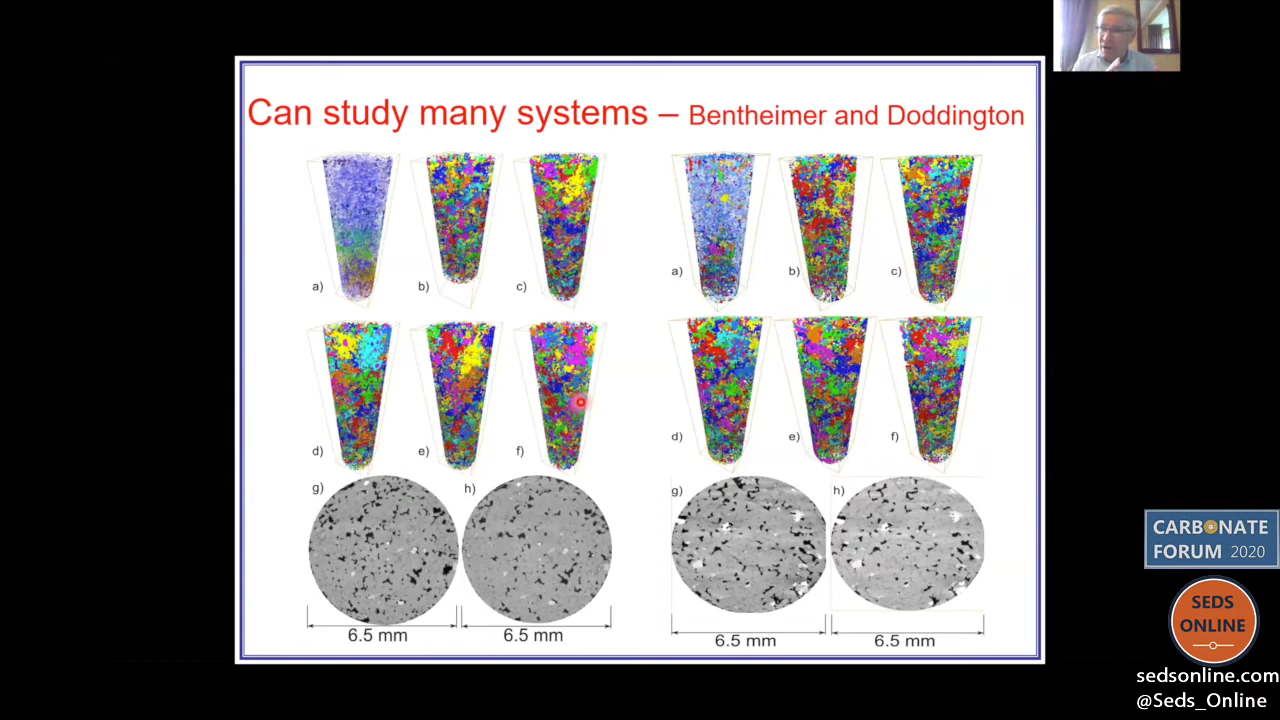 Can study many systems – Bentheimer and Doddington
a) b) c)
d) e) f)
g) h)
6.5 mm 6.5 mm
a) b) c)
d) e) f)
g) h)
6.5 mm 6.5 mm
CARBONATE
FORUM 2020
SEDS
ONLINE
sedsonline.com
@Seds_Online